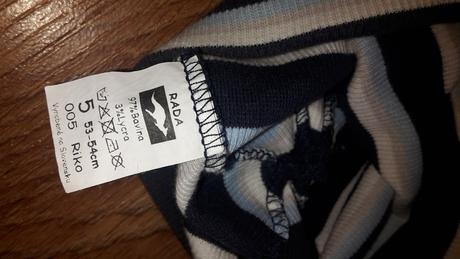 RADA
97%Bavlna
3%Lycra
5 53-54cm
005 Riko
Vyrobené na Slovensku